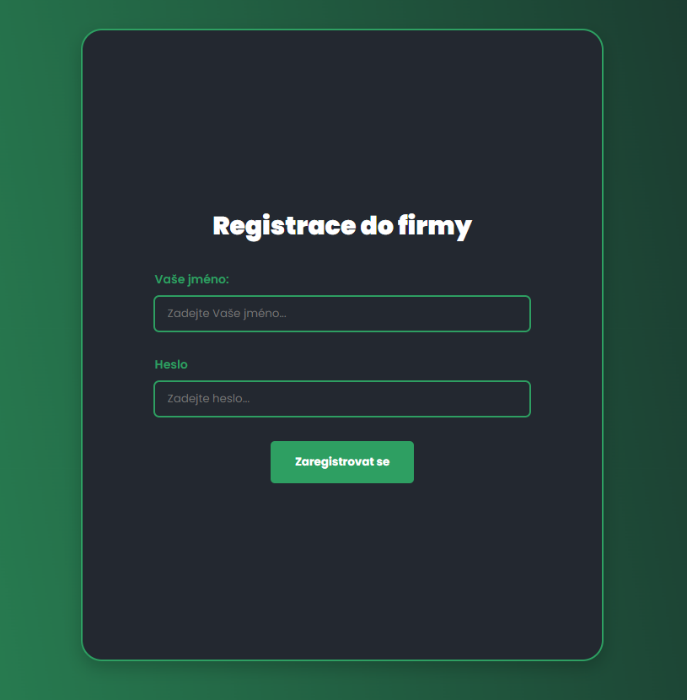 Registrace do firmy
Vaše jméno:
Zadejte Vaše jméno...
Heslo
Zadejte heslo...
Zaregistrovat se